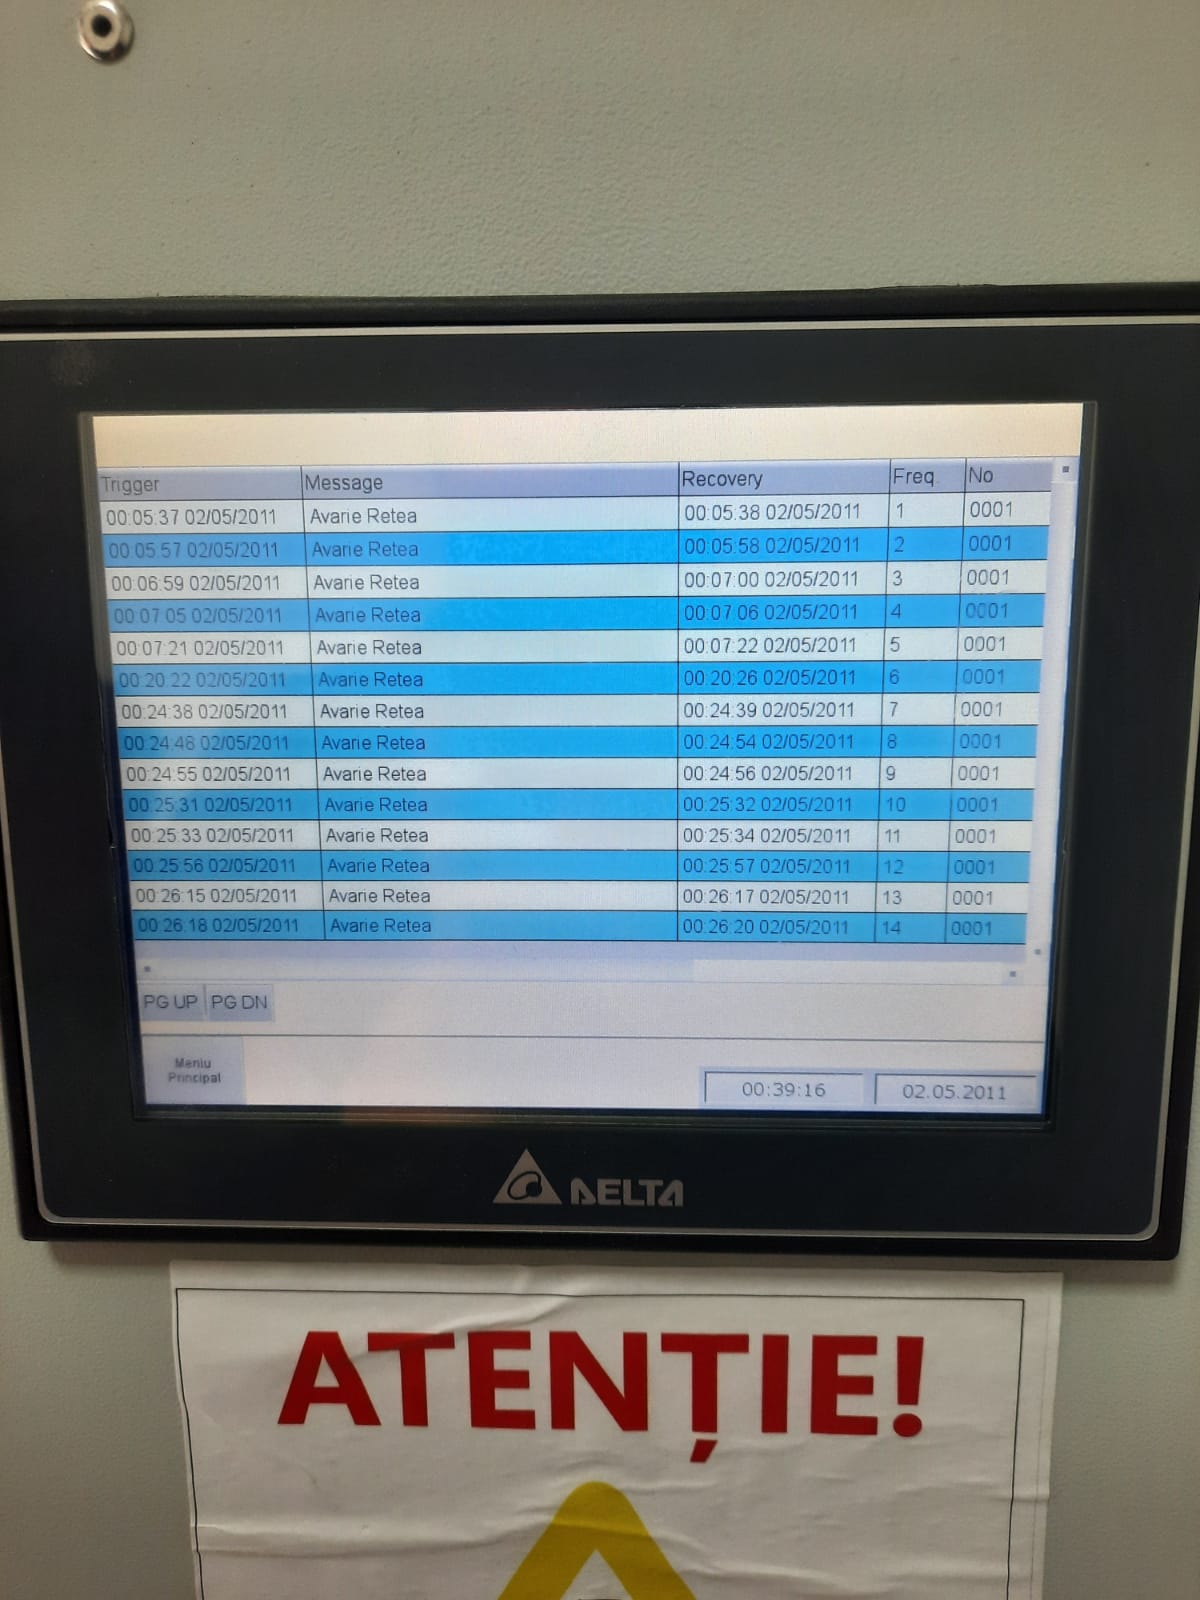 Trigger Message Recovery Freq. No
00:05:37 02/05/2011 Avarie Retea 00:05:38 02/05/2011 1 0001
00:05:57 02/05/2011 Avarie Retea 00:05:58 02/05/2011 2 0001
00:06:59 02/05/2011 Avarie Retea 00:07:00 02/05/2011 3 0001
00:07:05 02/05/2011 Avarie Retea 00:07:06 02/05/2011 4 0001
00:07:21 02/05/2011 Avarie Retea 00:07:22 02/05/2011 5 0001
00:20:22 02/05/2011 Avarie Retea 00:20:26 02/05/2011 6 0001
00:24:38 02/05/2011 Avarie Retea 00:24:39 02/05/2011 7 0001
00:24:48 02/05/2011 Avarie Retea 00:24:54 02/05/2011 8 0001
00:24:55 02/05/2011 Avarie Retea 00:24:56 02/05/2011 9 0001
00:25:31 02/05/2011 Avarie Retea 00:25:32 02/05/2011 10 0001
00:25:33 02/05/2011 Avarie Retea 00:25:34 02/05/2011 11 0001
00:25:56 02/05/2011 Avarie Retea 00:25:57 02/05/2011 12 0001
00:26:15 02/05/2011 Avarie Retea 00:26:17 02/05/2011 13 0001
00:26:18 02/05/2011 Avarie Retea 00:26:20 02/05/2011 14 0001
PG UP PG DN
Meniu
Principal
00:39:16 02.05.2011
DELTA
ATENȚIE!